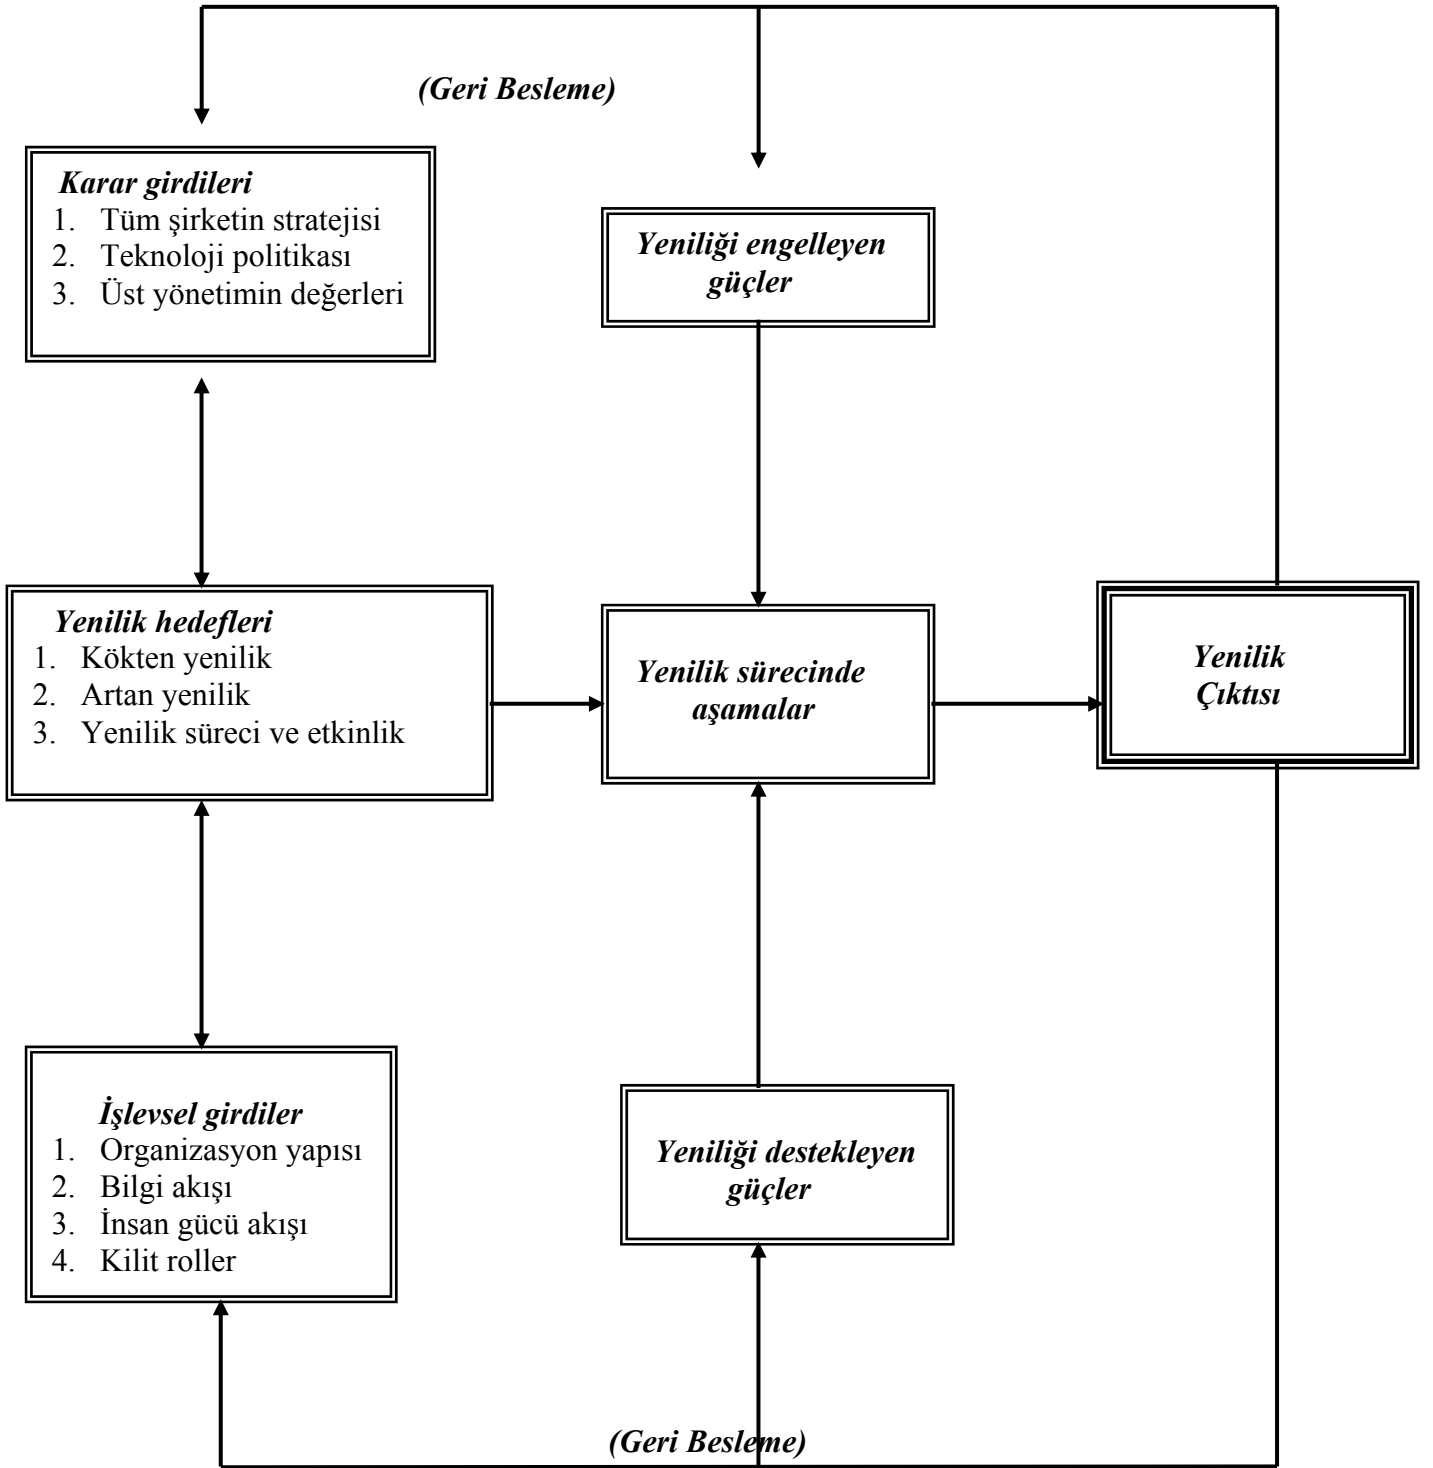 (Geri Besleme)
Karar girdileri
1. Tüm şirketin stratejisi
2. Teknoloji politikası
3. Üst yönetimin değerleri
Yeniliği engelleyen
güçler
Yenilik hedefleri
1. Kökten yenilik
2. Artan yenilik
3. Yenilik süreci ve etkinlik
Yenilik sürecinde
aşamalar
Yenilik
Çıktısı
İşlevsel girdiler
1. Organizasyon yapısı
2. Bilgi akışı
3. İnsan gücü akışı
4. Kilit roller
Yeniliği destekleyen
güçler
(Geri Besleme)